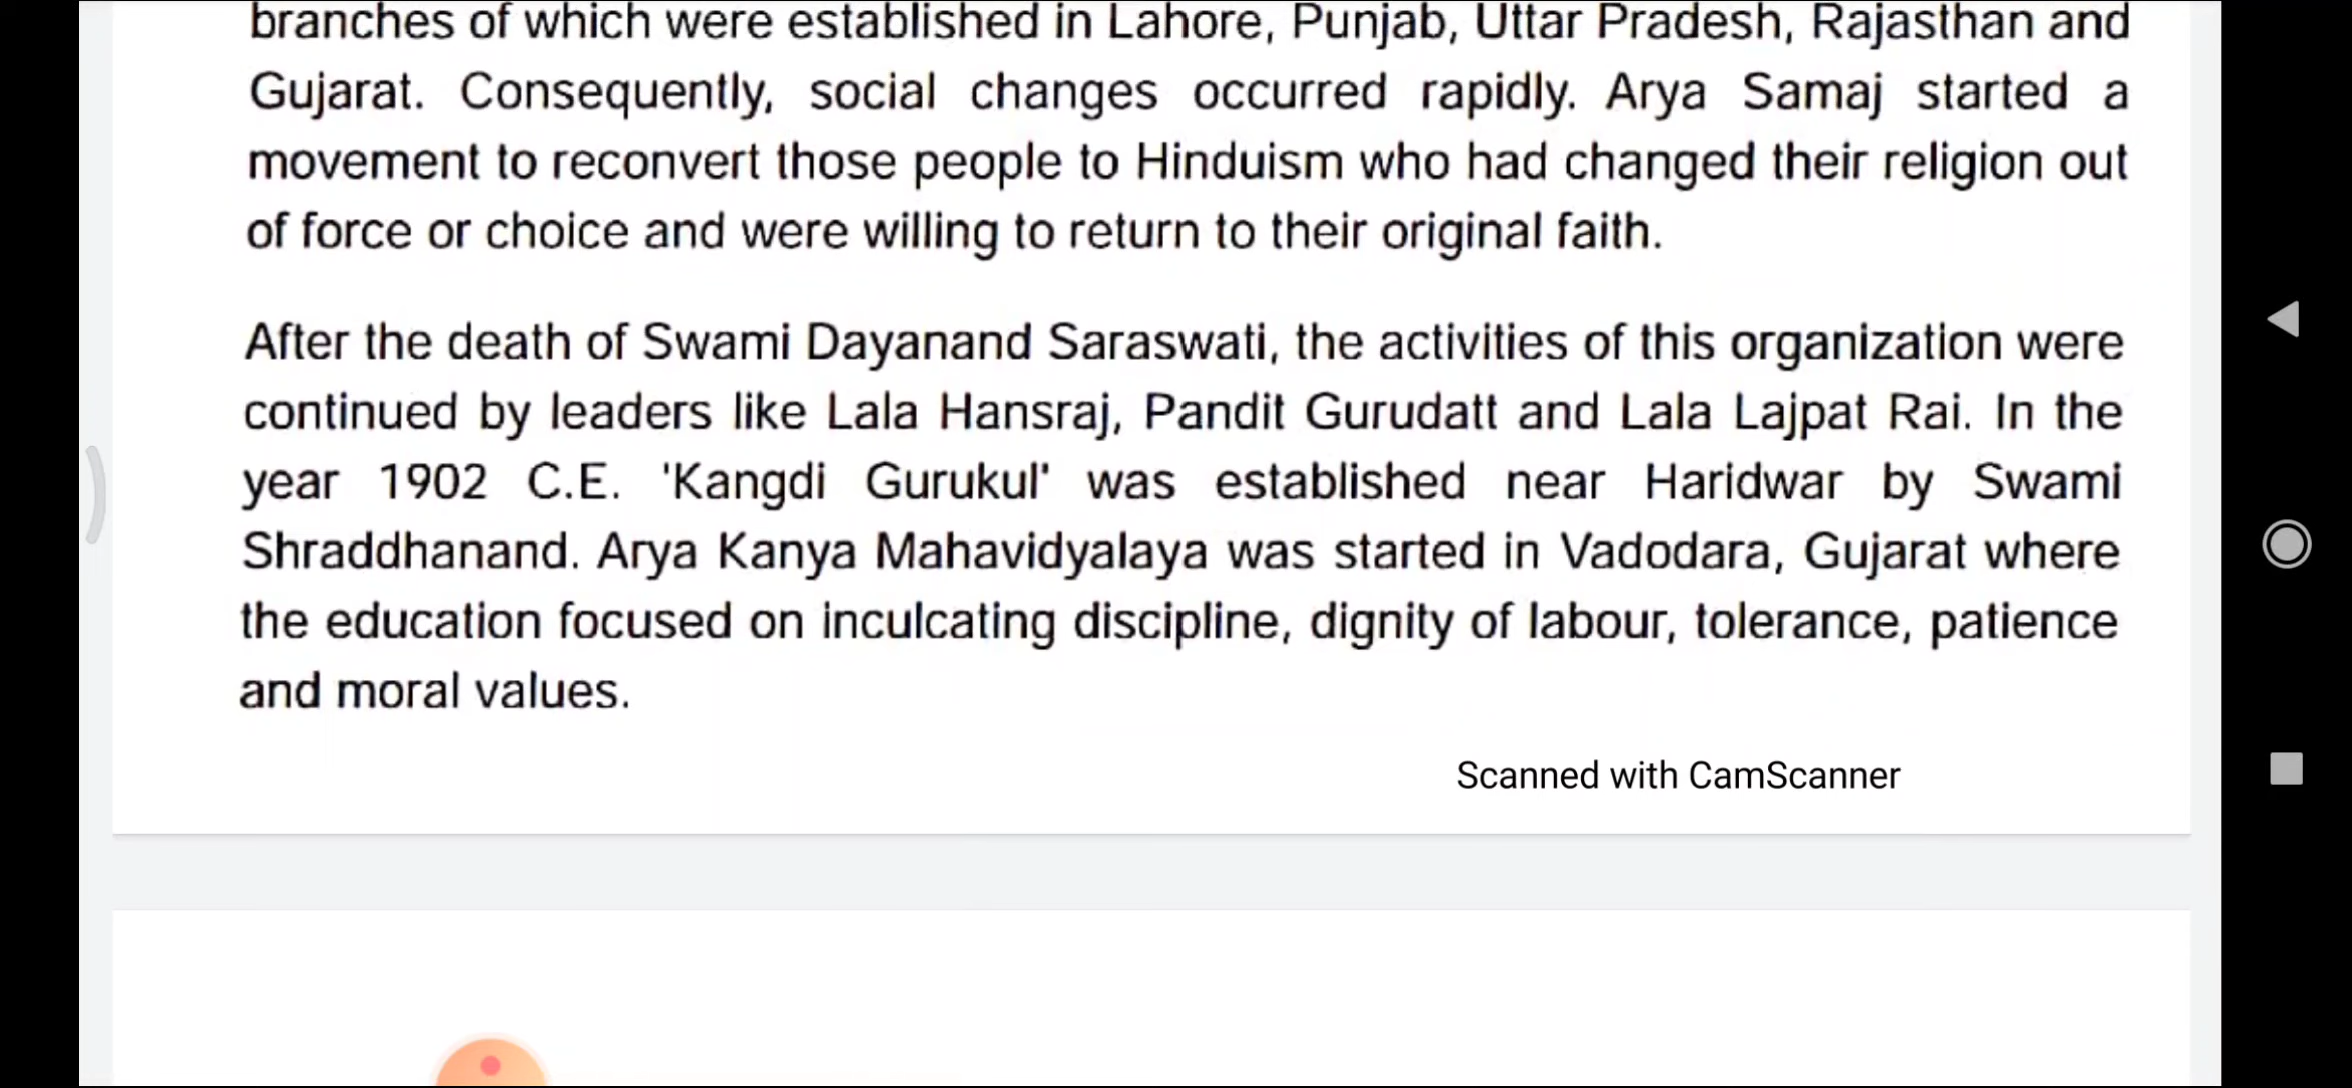 branches of which were established in Lahore, Punjab, Uttar Pradesh, Rajasthan and
Gujarat. Consequently, social changes occurred rapidly. Arya Samaj started a
movement to reconvert those people to Hinduism who had changed their religion out
of force or choice and were willing to return to their original faith.
After the death of Swami Dayanand Saraswati, the activities of this organization were
continued by leaders like Lala Hansraj, Pandit Gurudatt and Lala Lajpat Rai. In the
year 1902 C.E. 'Kangdi Gurukul' was established near Haridwar by Swami
Shraddhanand. Arya Kanya Mahavidyalaya was started in Vadodara, Gujarat where
the education focused on inculcating discipline, dignity of labour, tolerance, patience
and moral values.
Scanned with CamScanner